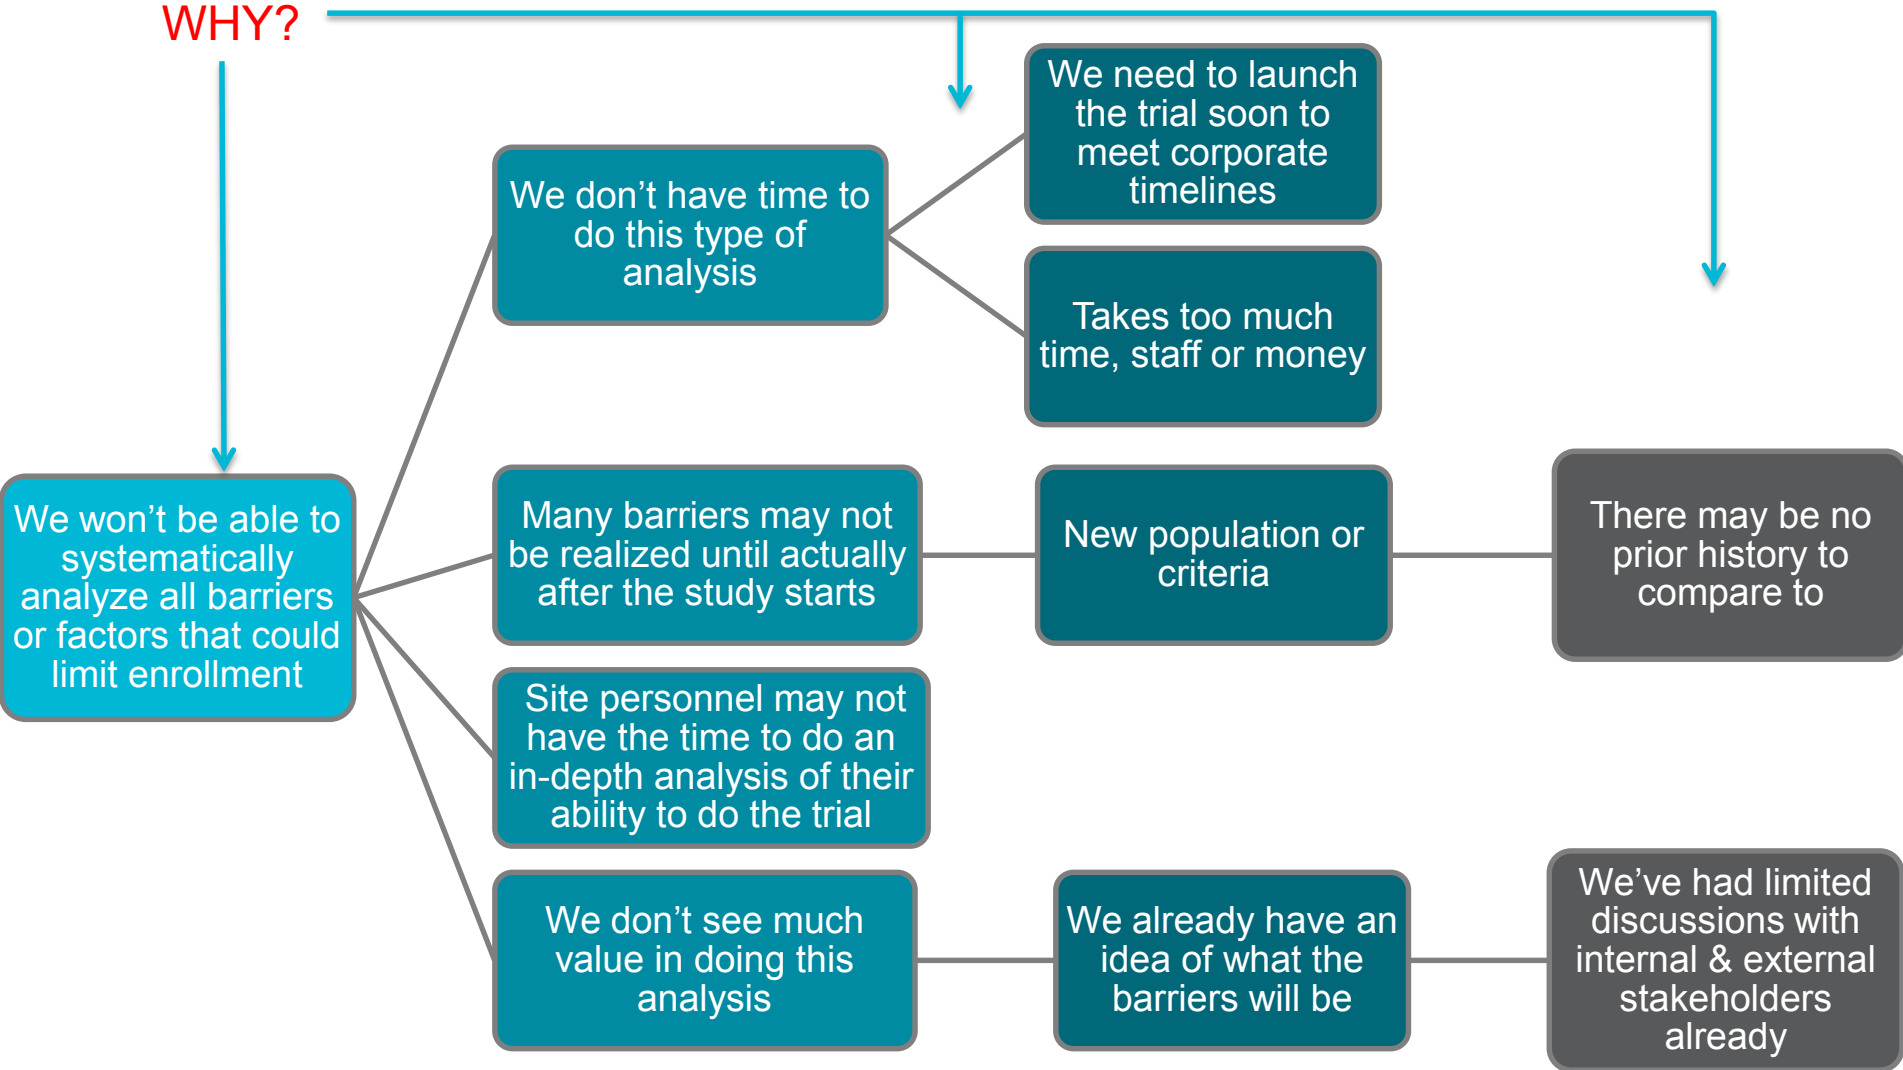 WHY?
We won’t be able to
systematically
analyze all barriers
or factors that could
limit enrollment
We don’t have time to
do this type of
analysis
We need to launch
the trial soon to
meet corporate
timelines
Takes too much
time, staff or money
Many barriers may not
be realized until actually
after the study starts
New population or
criteria
There may be no
prior history to
compare to
Site personnel may not
have the time to do an
in-depth analysis of their
ability to do the trial
We don’t see much
value in doing this
analysis
We already have an
idea of what the
barriers will be
We’ve had limited
discussions with
internal & external
stakeholders
already